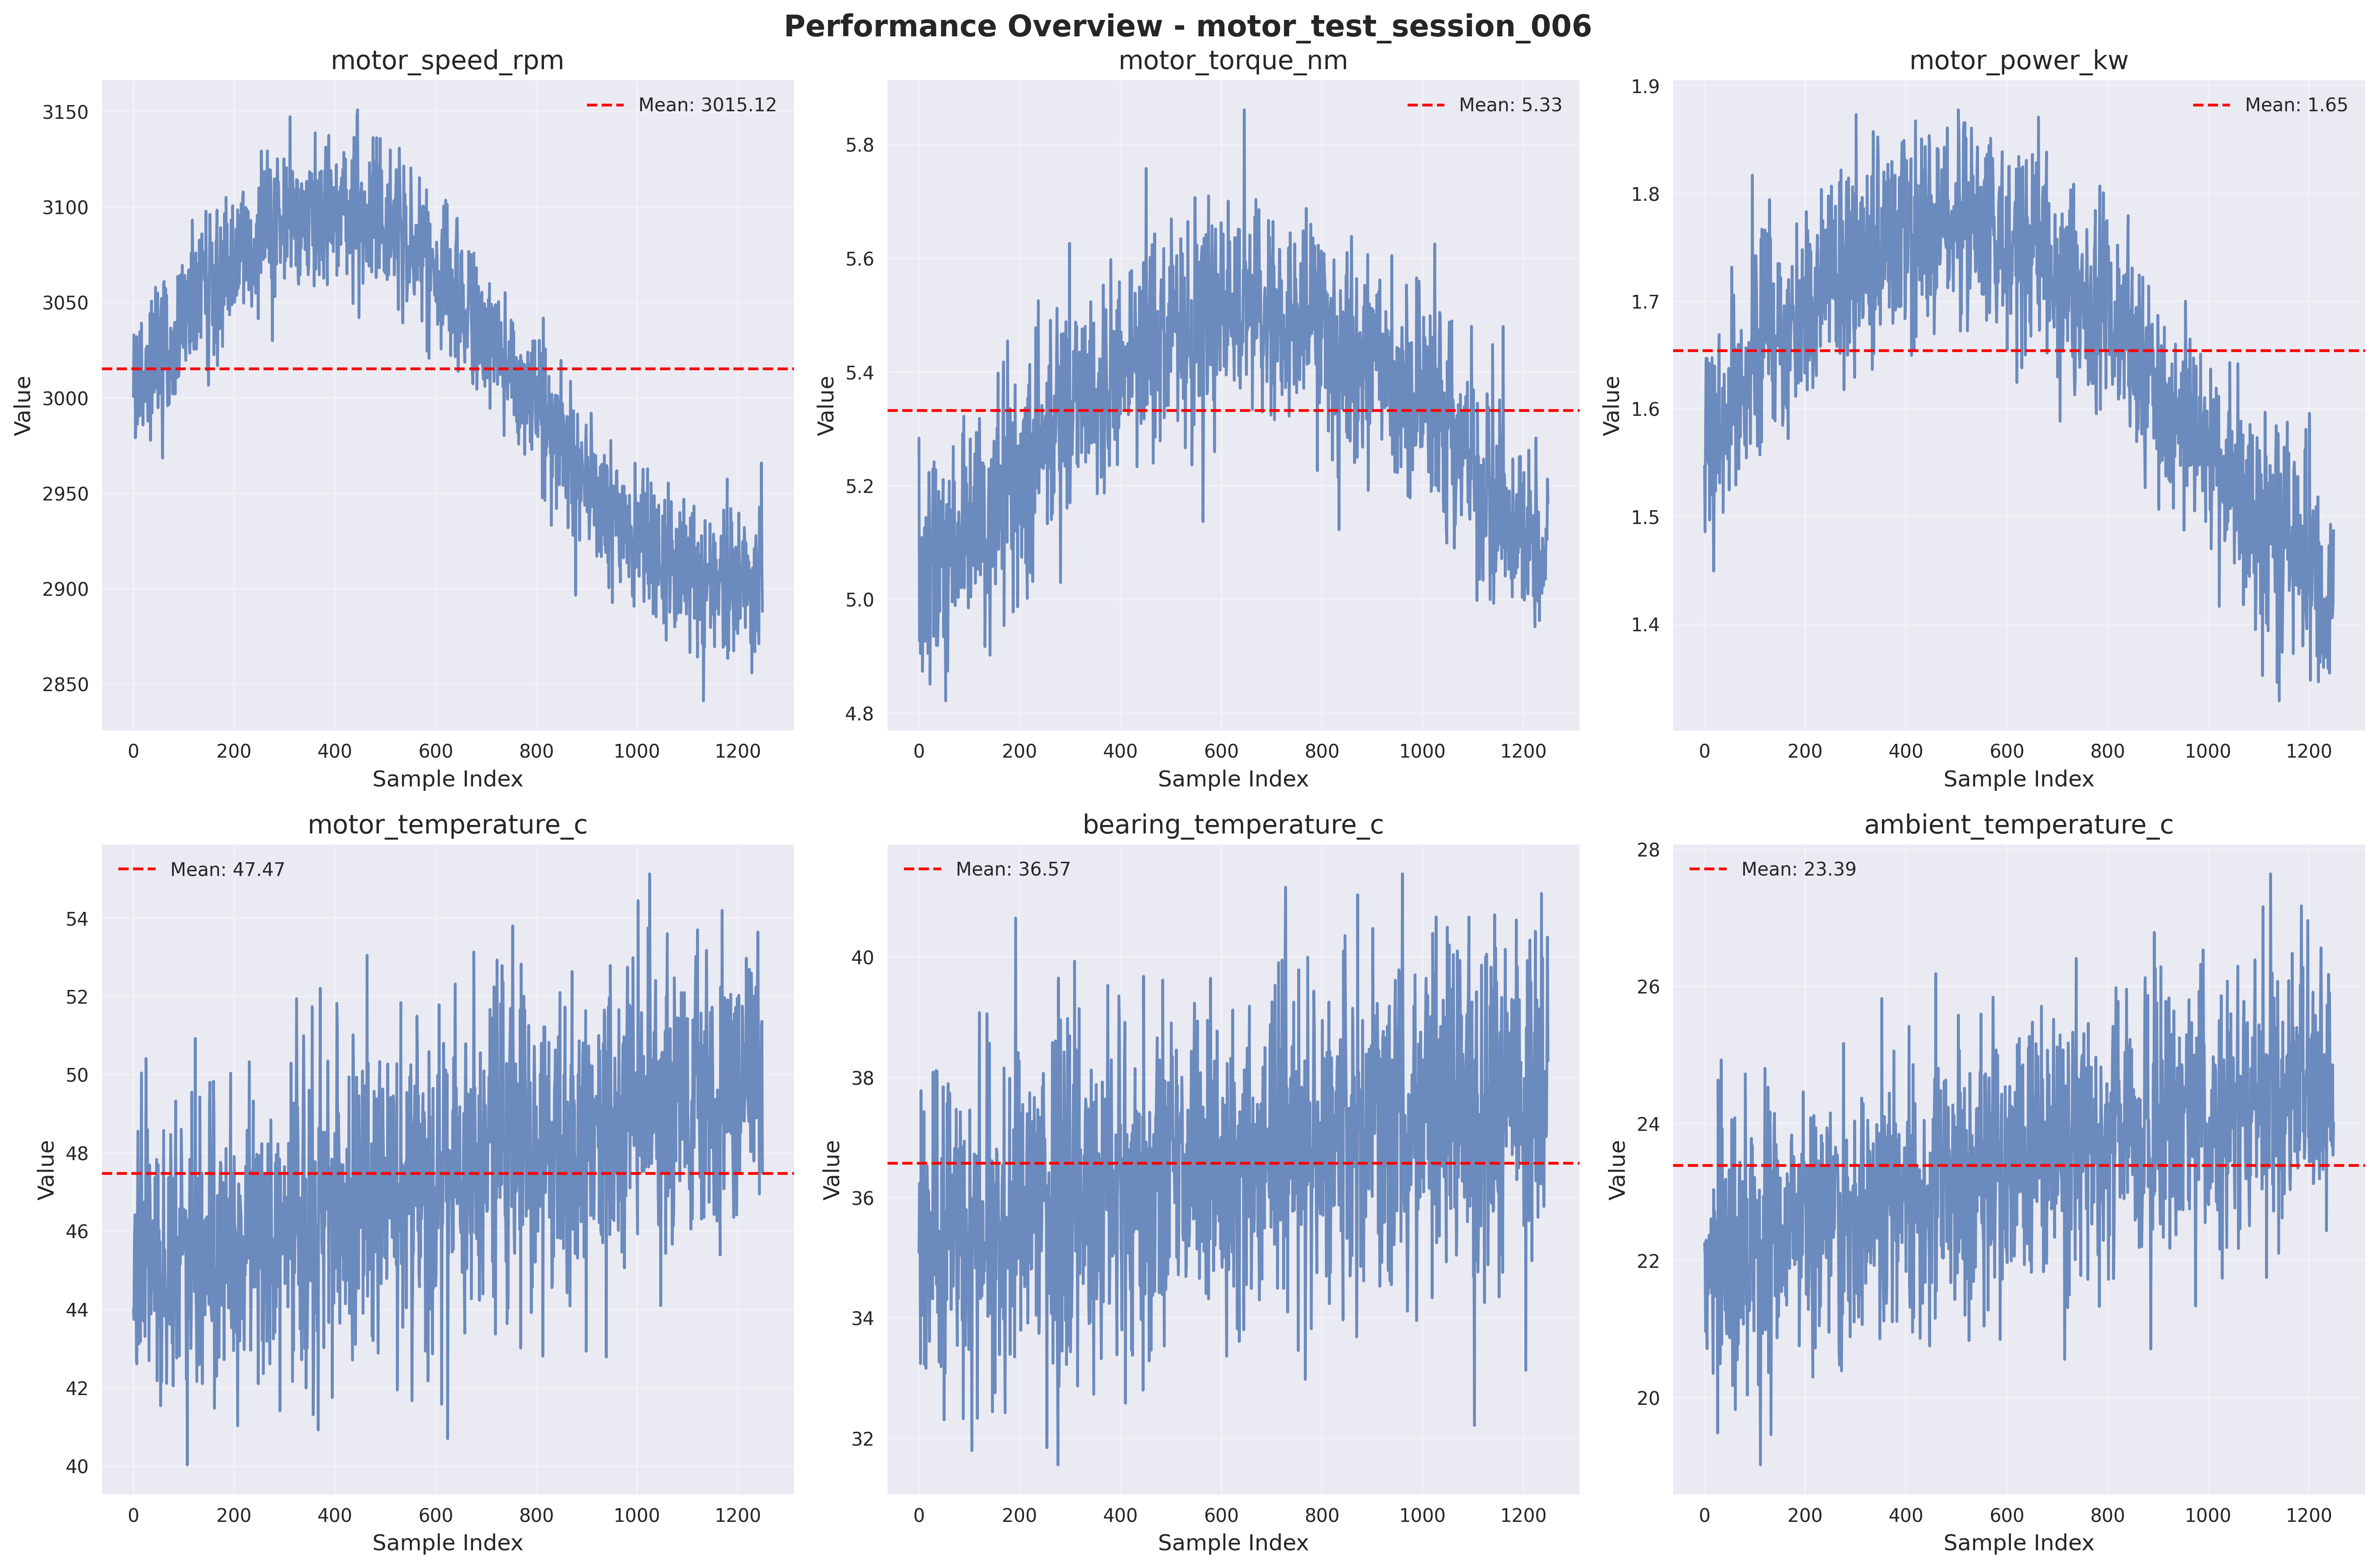 Performance Overview - motor_test_session_006
motor_speed_rpm
Mean: 3015.12
3150
3100
3050
3000
2950
2900
2850
Value
0 200 400 600 800 1000 1200
Sample Index
motor_torque_nm
Mean: 5.33
5.8
5.6
5.4
5.2
5.0
4.8
Value
0 200 400 600 800 1000 1200
Sample Index
motor_power_kw
Mean: 1.65
1.9
1.8
1.7
1.6
1.5
1.4
Value
0 200 400 600 800 1000 1200
Sample Index
motor_temperature_c
Mean: 47.47
54
52
50
48
46
44
42
40
Value
0 200 400 600 800 1000 1200
Sample Index
bearing_temperature_c
Mean: 36.57
40
38
36
34
32
Value
0 200 400 600 800 1000 1200
Sample Index
ambient_temperature_c
Mean: 23.39
28
26
24
22
20
Value
0 200 400 600 800 1000 1200
Sample Index